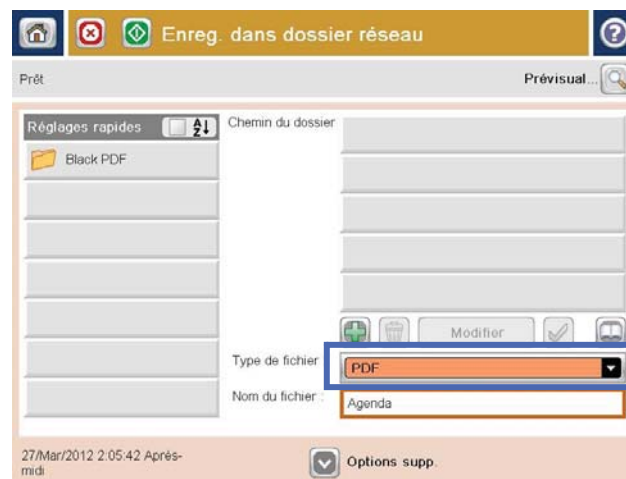 Enreg. dans dossier réseau
Prêt
Prévisual...
Réglages rapides
Chemin du dossier
Black PDF
Modifier
Type de fichier
PDF
Nom du fichier :
Agenda
27/Mar/2012 2:05:42 Après-
midi
Options supp.